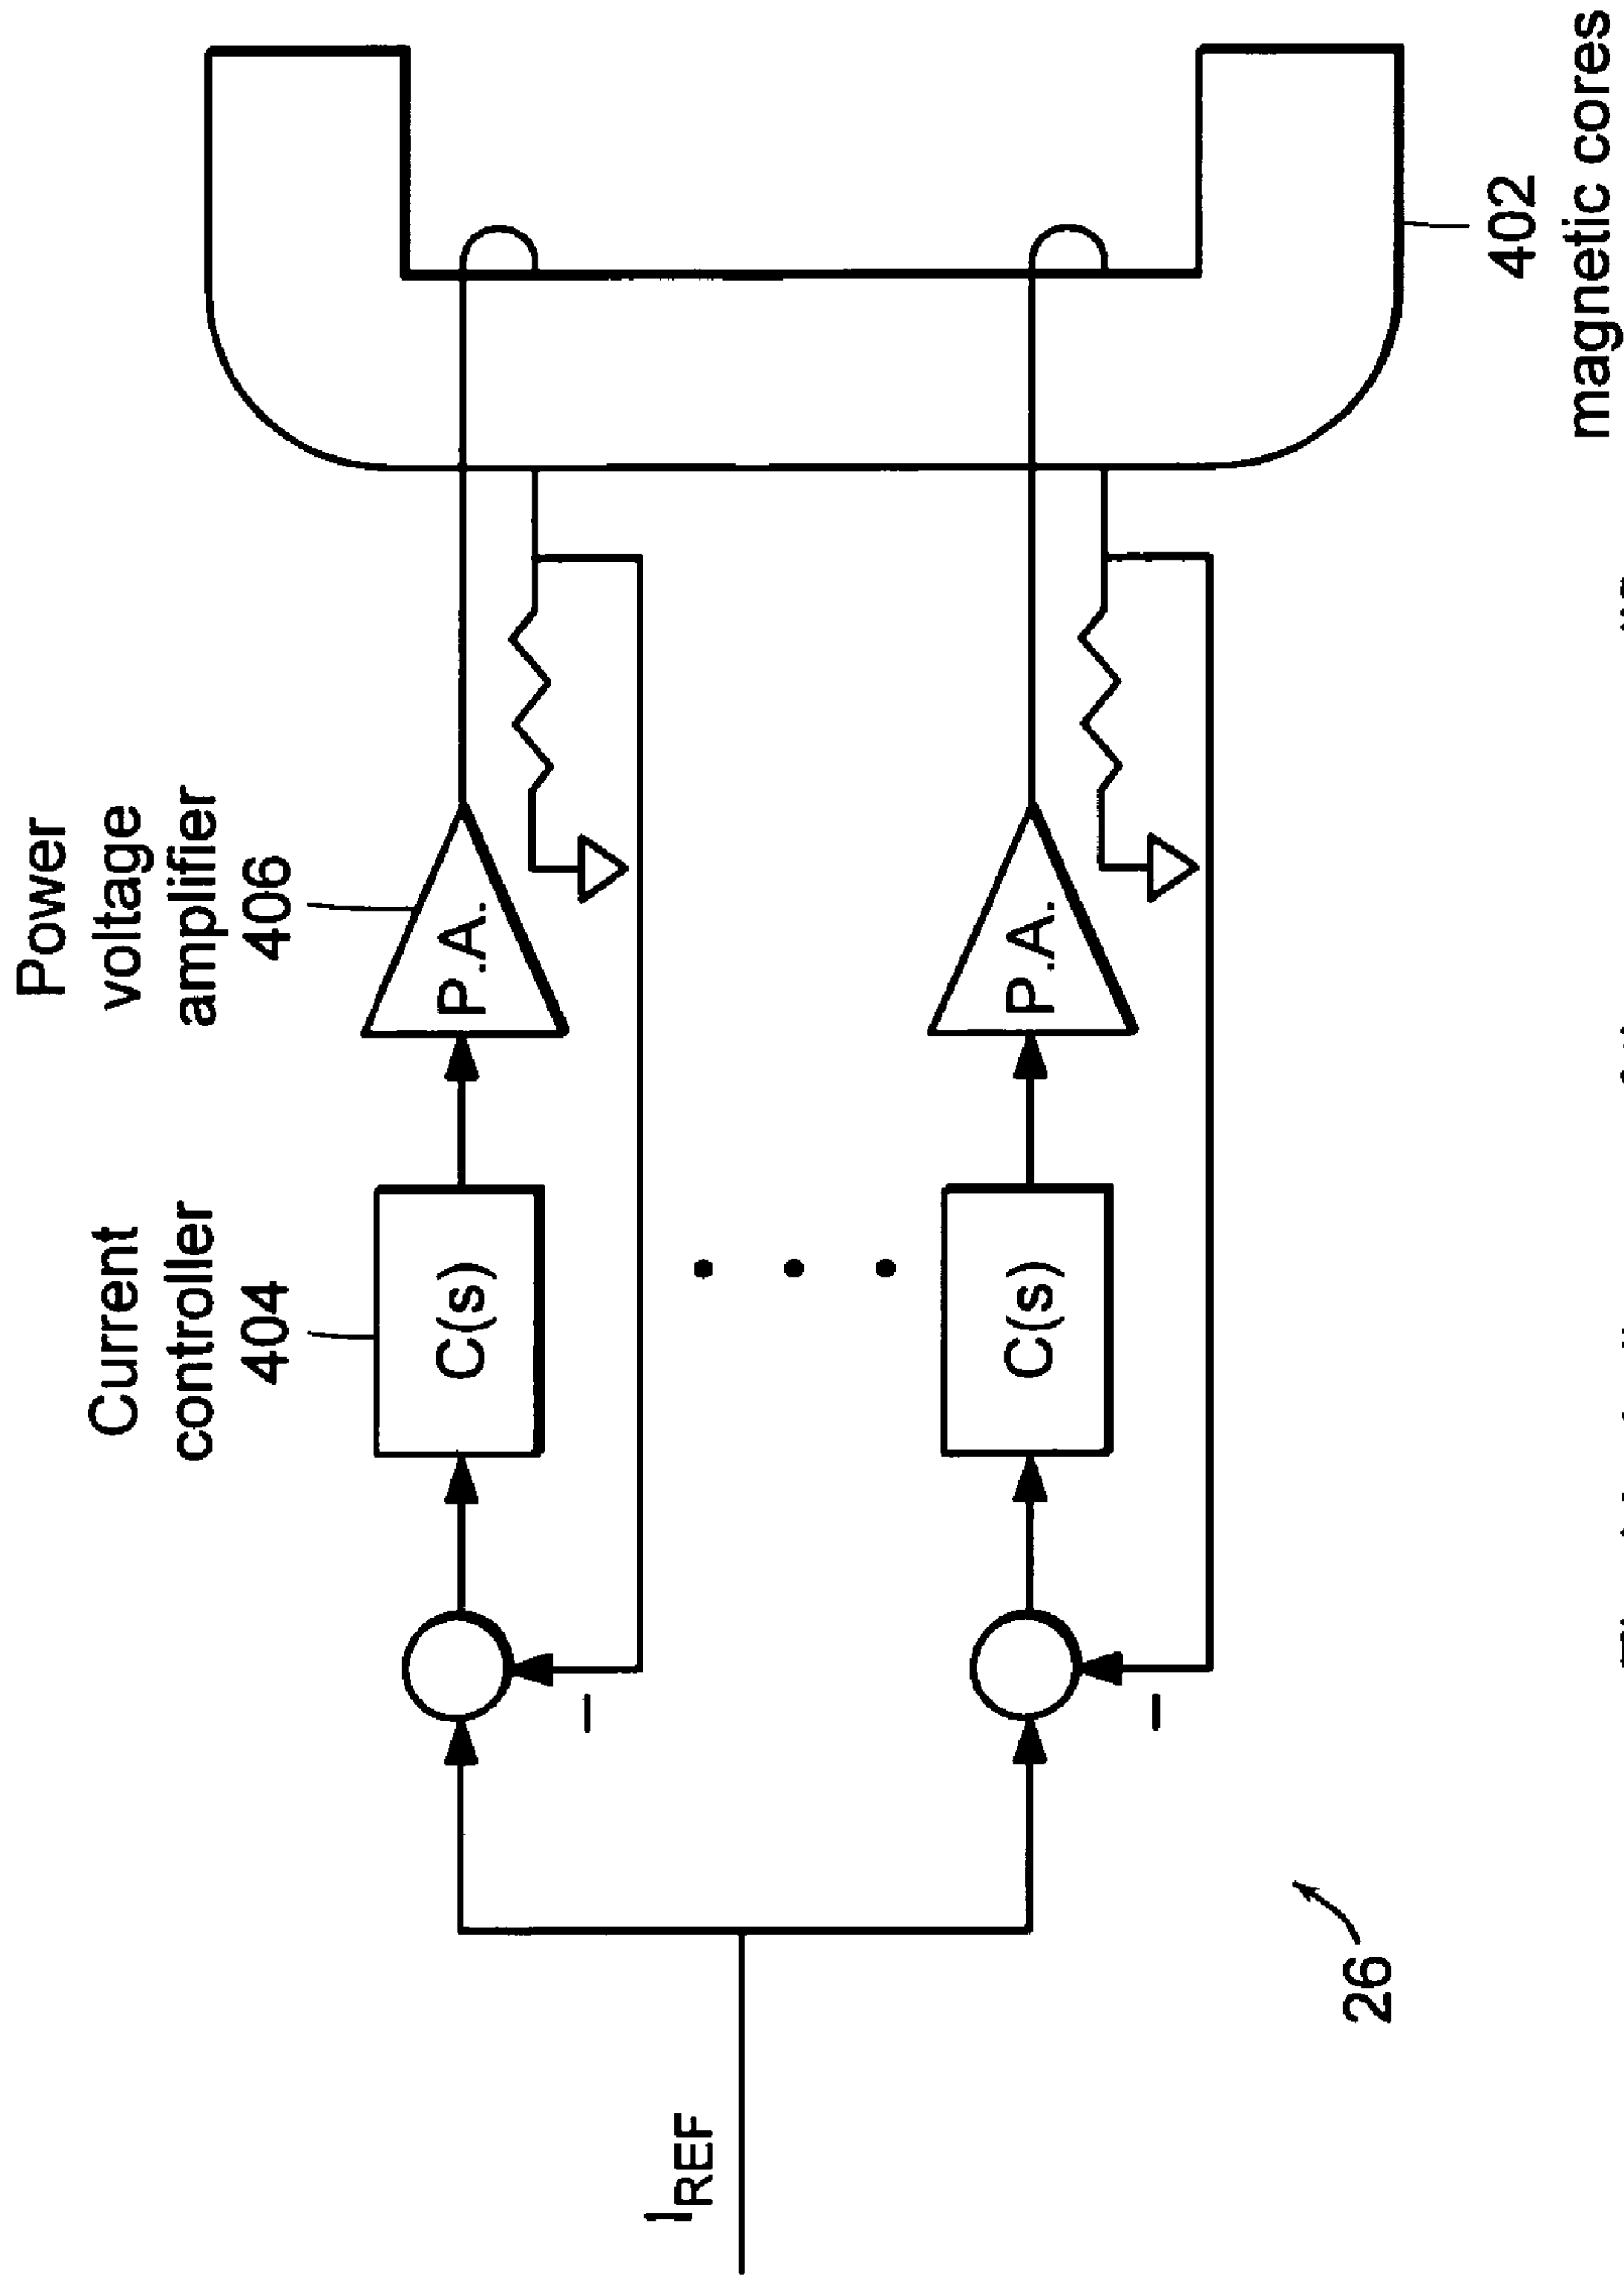 Power
voltage
amplifier
406
Current
controller
404
P.A.
C(s)
–
P.A.
C(s)
–
I_REF
26
402
magnetic cores